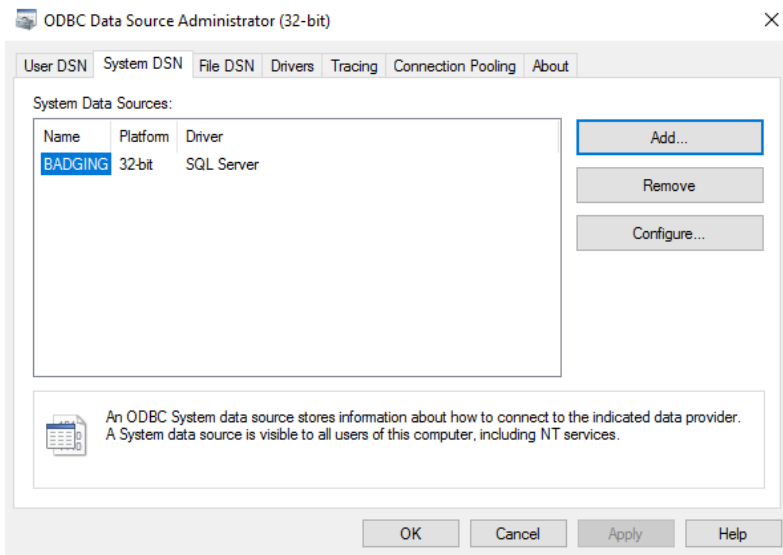 ODBC Data Source Administrator (32-bit)
User DSN System DSN File DSN Drivers Tracing Connection Pooling About
System Data Sources:
Name Platform Driver
BADGING 32-bit SQL Server
Add...
Remove
Configure...
An ODBC System data source stores information about how to connect to the indicated data provider.
A System data source is visible to all users of this computer, including NT services.
OK Cancel Apply Help